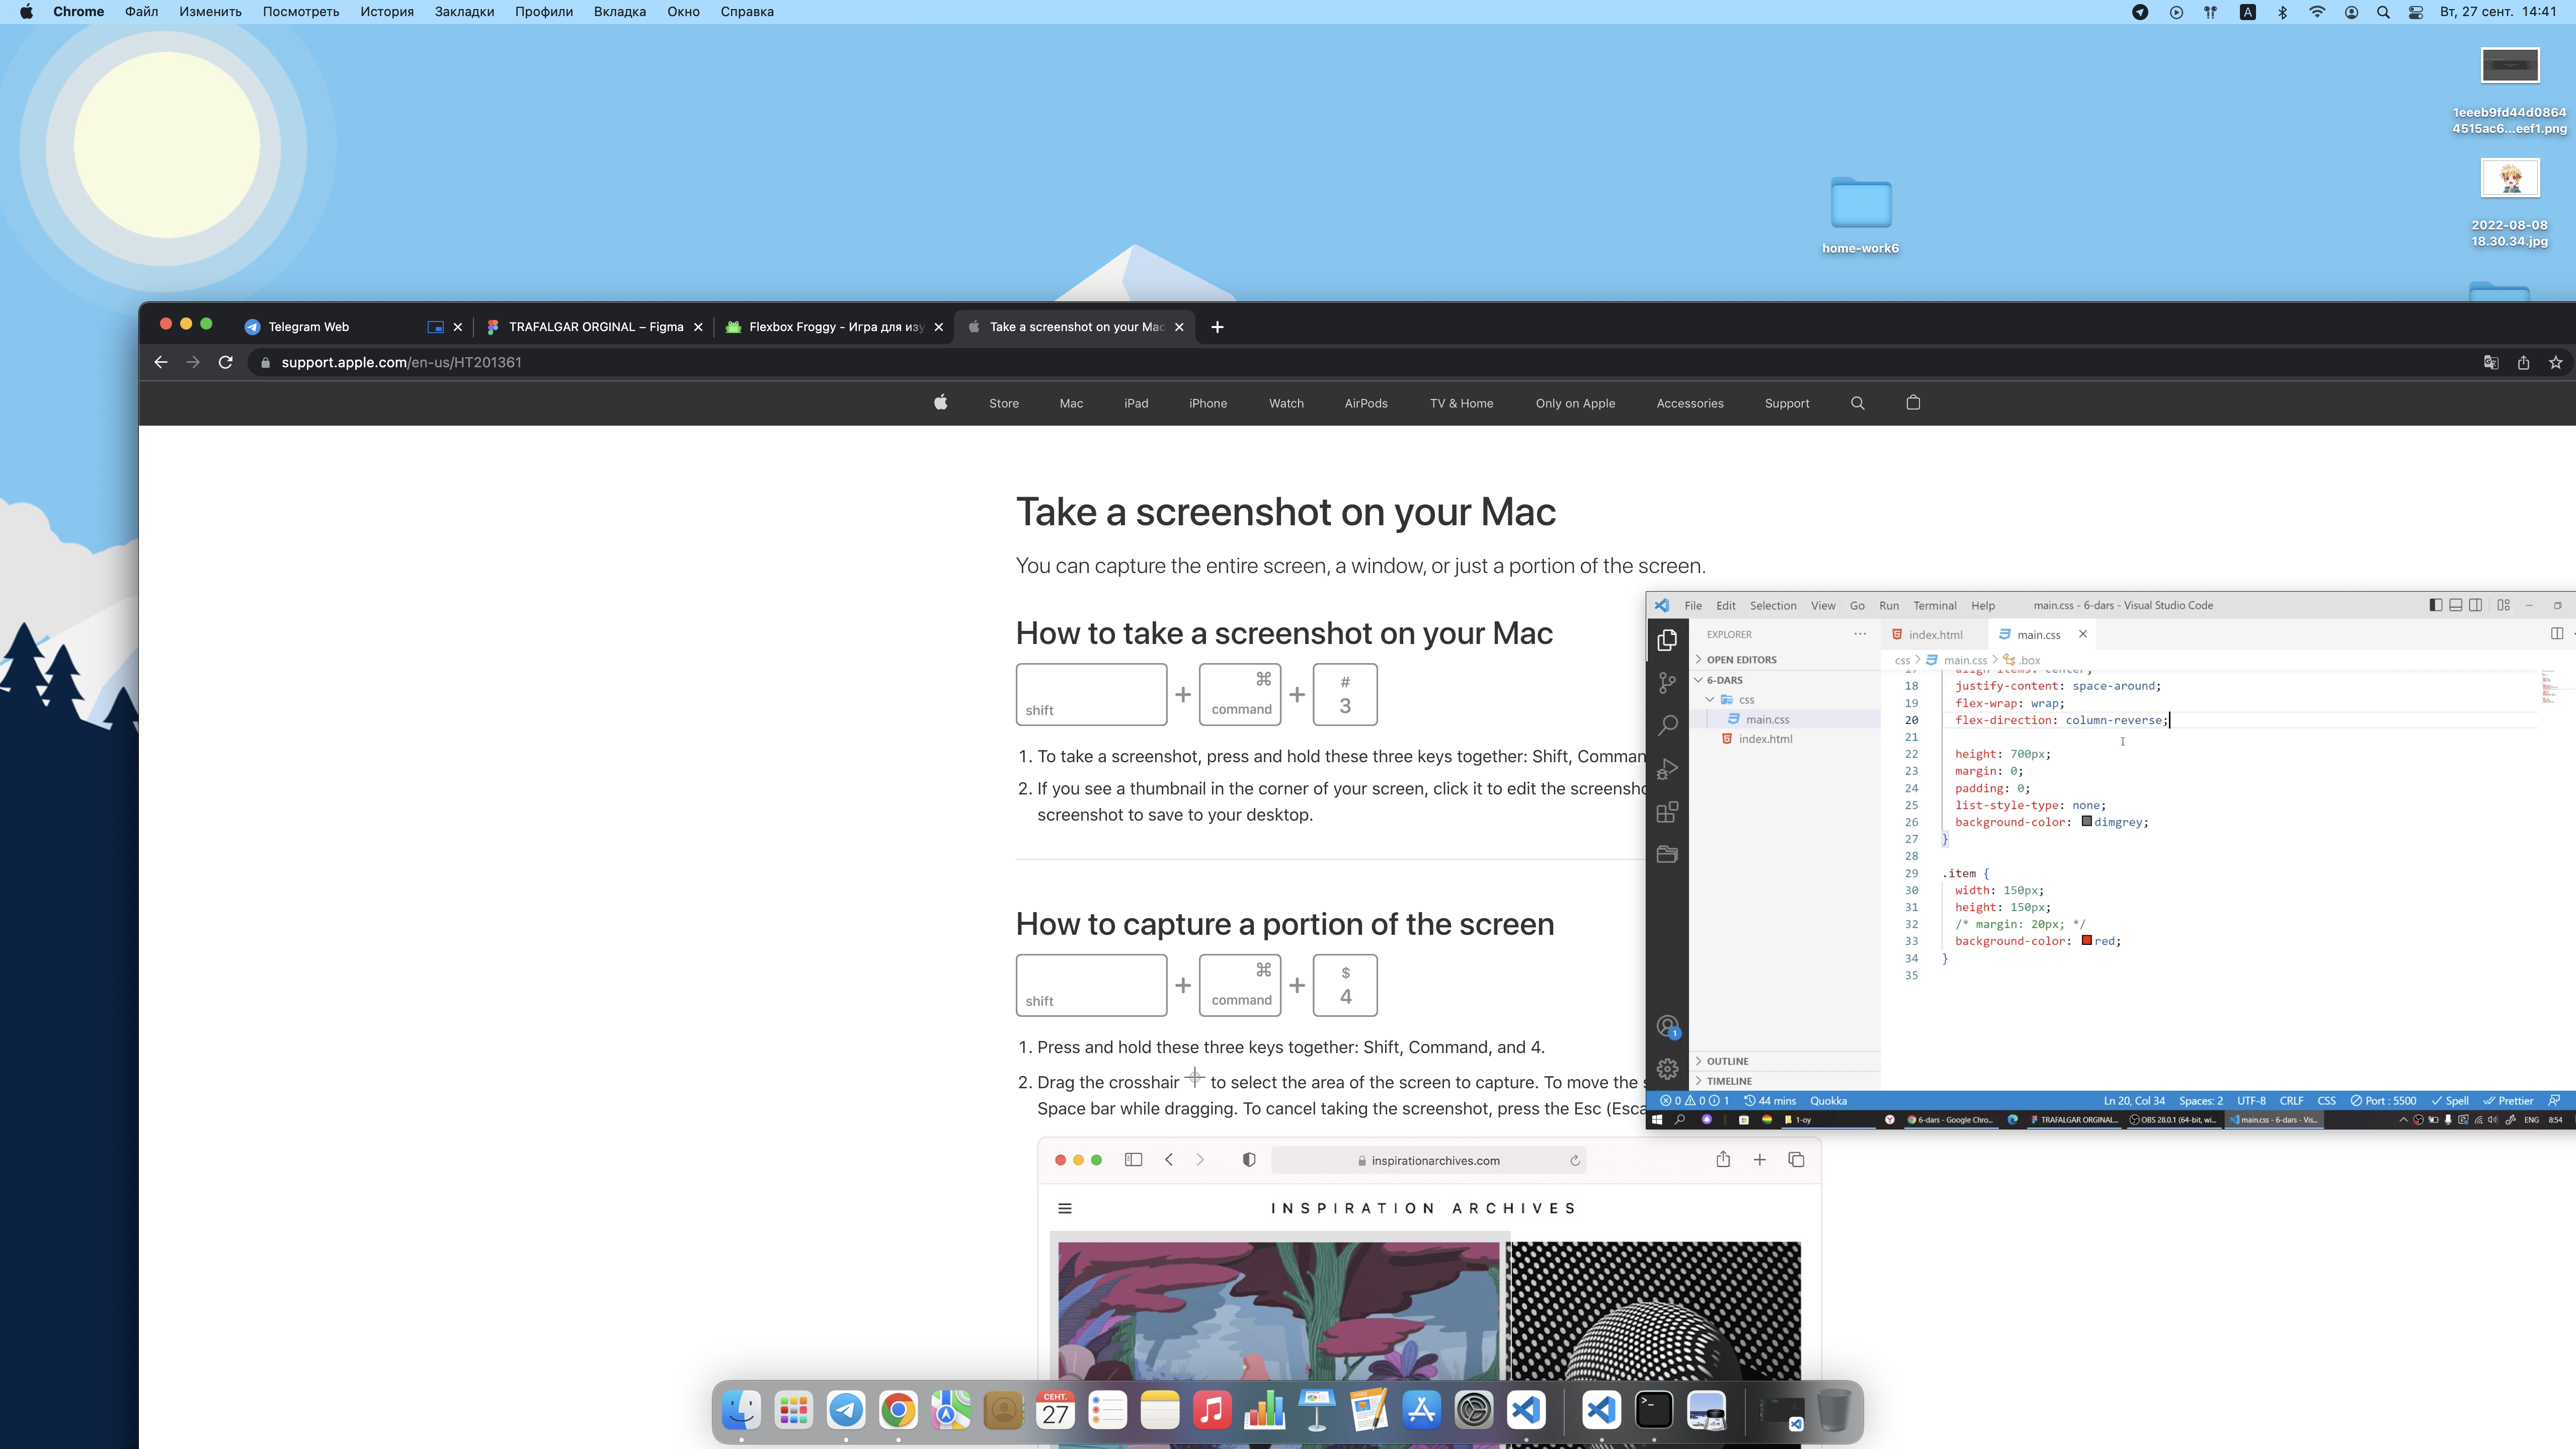 Chrome Файл Изменить Посмотреть История Закладки Профили Вкладка Окно Справка
A
Вт, 27 сент. 14:41
1eeeb9fd44d0864
4515ac6...eef1.png
2022-08-08
18.30.34.jpg
home-work6
Telegram Web
TRAFALGAR ORGINAL – Figma
Flexbox Froggy - Игра для изу
Take a screenshot on your Mac
support.apple.com/en-us/HT201361
Store Mac iPad iPhone Watch AirPods TV & Home Only on Apple Accessories Support
Take a screenshot on your Mac
You can capture the entire screen, a window, or just a portion of the screen.
How to take a screenshot on your Mac
shift + ⌘ command + # 3
1. To take a screenshot, press and hold these three keys together: Shift, Comman
2. If you see a thumbnail in the corner of your screen, click it to edit the screensho
screenshot to save to your desktop.
How to capture a portion of the screen
shift + ⌘ command + $ 4
1. Press and hold these three keys together: Shift, Command, and 4.
2. Drag the crosshair to select the area of the screen to capture. To move the s
Space bar while dragging. To cancel taking the screenshot, press the Esc (Esca
inspirationarchives.com
INSPIRATION ARCHIVES
File Edit Selection View Go Run Terminal Help
main.css - 6-dars - Visual Studio Code
EXPLORER
OPEN EDITORS
6-DARS
css
main.css
index.html
OUTLINE
TIMELINE
index.html
main.css
css > main.css > .box
17 align-items: center;
18 justify-content: space-around;
19 flex-wrap: wrap;
20 flex-direction: column-reverse;
21
22 height: 700px;
23 margin: 0;
24 padding: 0;
25 list-style-type: none;
26 background-color: dimgrey;
27 }
28
29 .item {
30 width: 150px;
31 height: 150px;
32 /* margin: 20px; */
33 background-color: red;
34 }
35
1
0 0 1 44 mins Quokka
Ln 20, Col 34 Spaces: 2 UTF-8 CRLF CSS Port : 5500 Spell Prettier
1-oy
6-dars - Google Chro...
TRAFALGAR ORGINAL...
OBS 28.0.1 (64-bit, wi...
main.css - 6-dars - Vis...
ENG 8:54
СЕНТ.
27